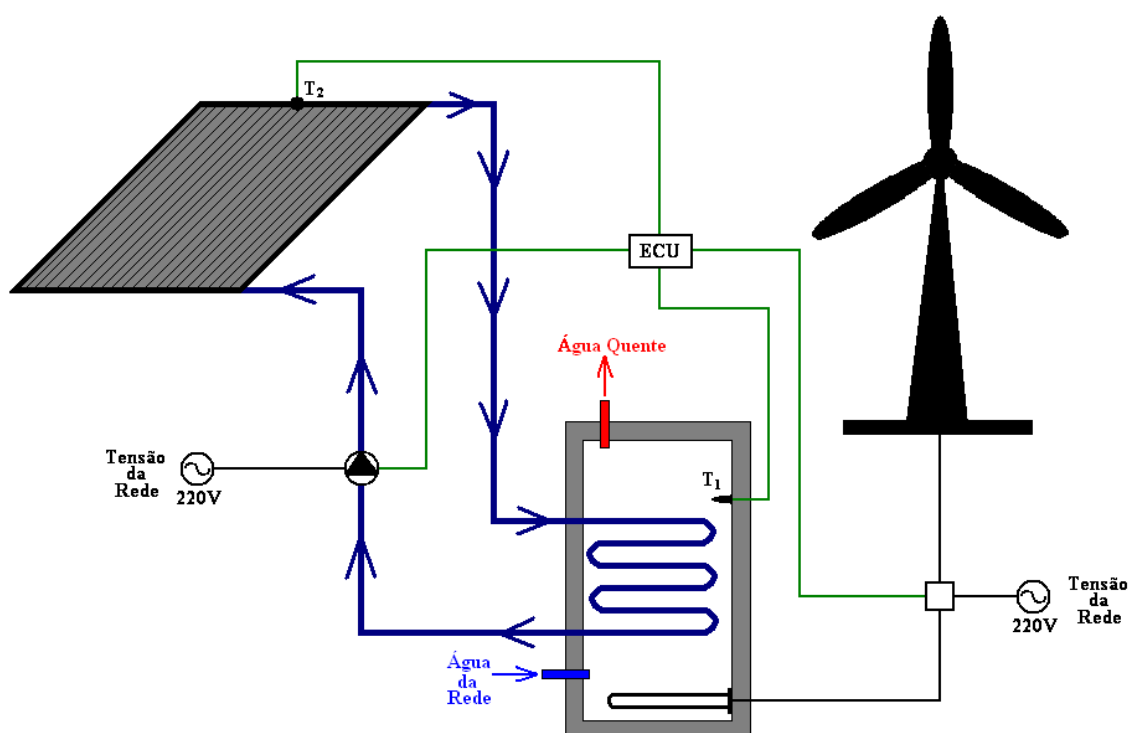 T2
ECU
Água Quente
Tensão
da
Rede
220V
T1
Tensão
da
Rede
220V
Água
da
Rede